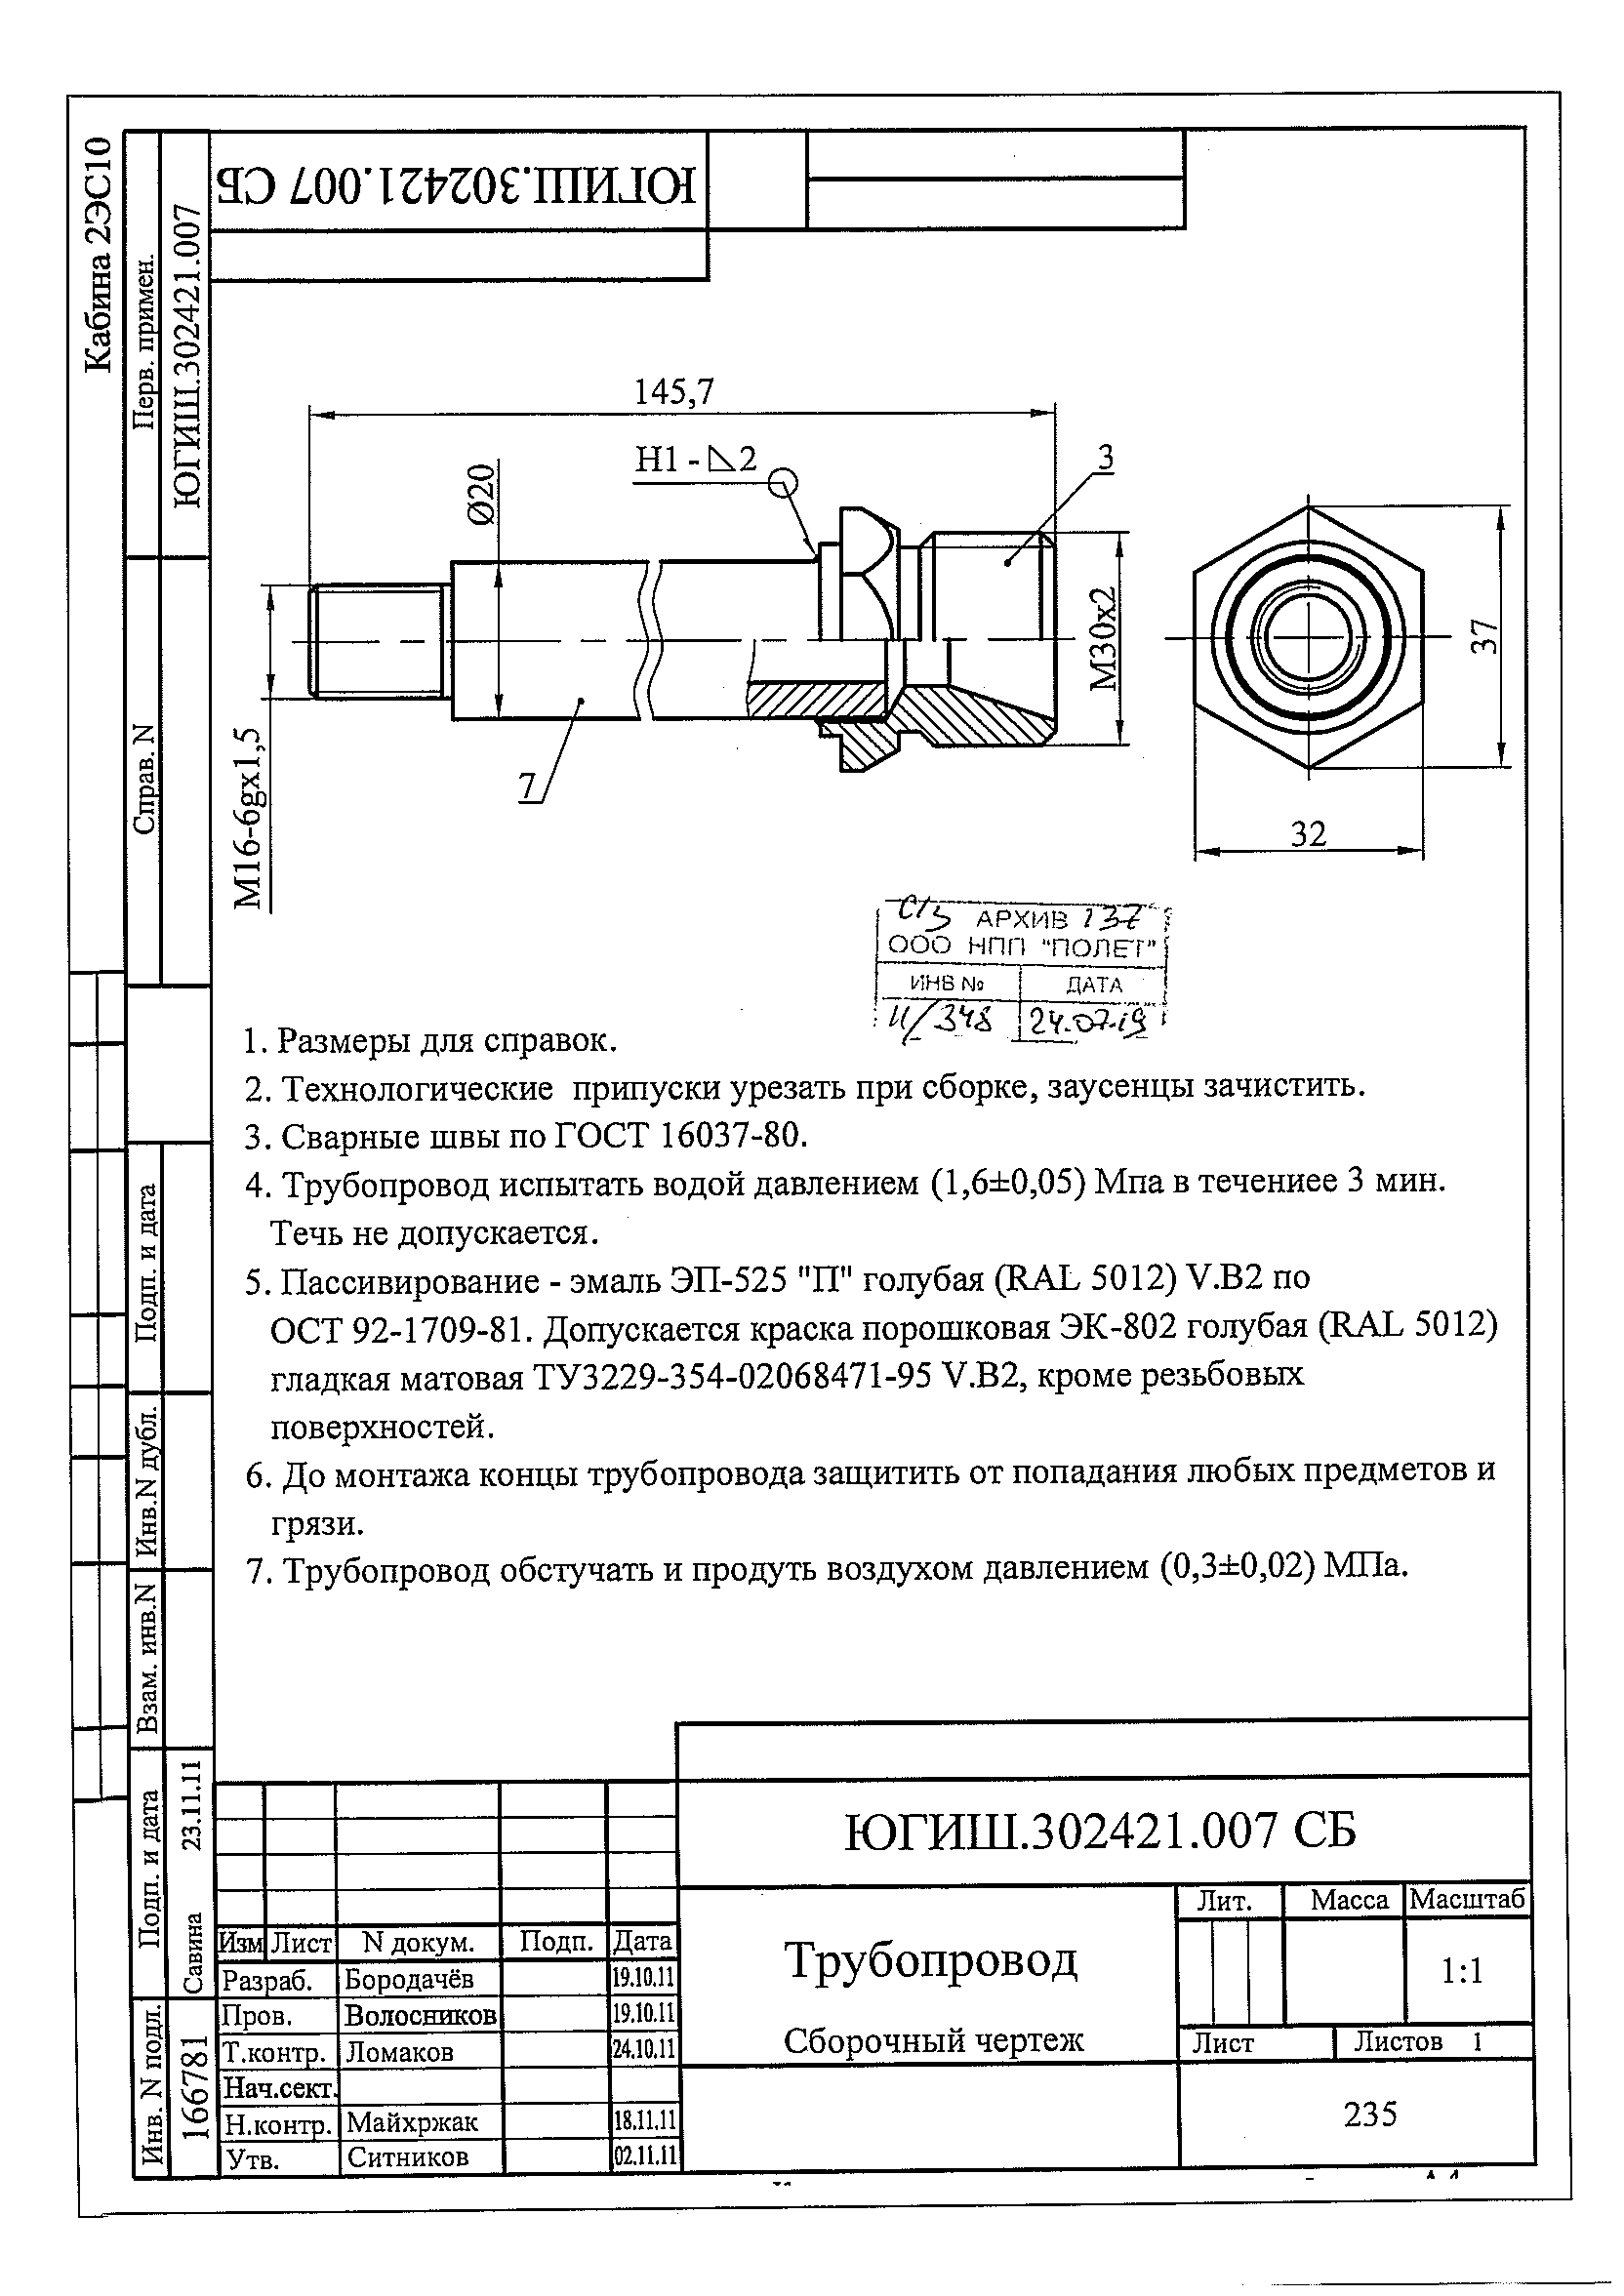 Кабина 2ЭС10
Перв. примен.
ЮГИШ.302421.007
Справ. N
Подп. и дата
Инв.N дубл.
Взам. инв.N
Подп. и дата
Савина 23.11.11
Инв. N подл.
166781
ЮГИШ.302421.007 СБ
145,7
Н1 - ⊿2
3
Ø20
М30х2
37
М16-6gх1,5
7
32
АРХИВ 137
ООО НПП "ПОЛЕТ"
ИНВ № ДАТА
И/348 24.07.19
1. Размеры для справок.
2. Технологические припуски урезать при сборке, заусенцы зачистить.
3. Сварные швы по ГОСТ 16037-80.
4. Трубопровод испытать водой давлением (1,6±0,05) Мпа в течениее 3 мин.
Течь не допускается.
5. Пассивирование - эмаль ЭП-525 "П" голубая (RAL 5012) V.В2 по
ОСТ 92-1709-81. Допускается краска порошковая ЭК-802 голубая (RAL 5012)
гладкая матовая ТУ3229-354-02068471-95 V.В2, кроме резьбовых
поверхностей.
6. До монтажа концы трубопровода защитить от попадания любых предметов и
грязи.
7. Трубопровод обстучать и продуть воздухом давлением (0,3±0,02) МПа.
ЮГИШ.302421.007 СБ
Изм Лист N докум. Подп. Дата
Разраб. Бородачёв 19.10.11
Пров. Волосников 19.10.11
Т.контр. Ломаков 24.10.11
Нач.сект.
Н.контр. Майхржак 18.11.11
Утв. Ситников 02.11.11
Трубопровод
Сборочный чертеж
Лит. Масса Масштаб
1:1
Лист Листов 1
235